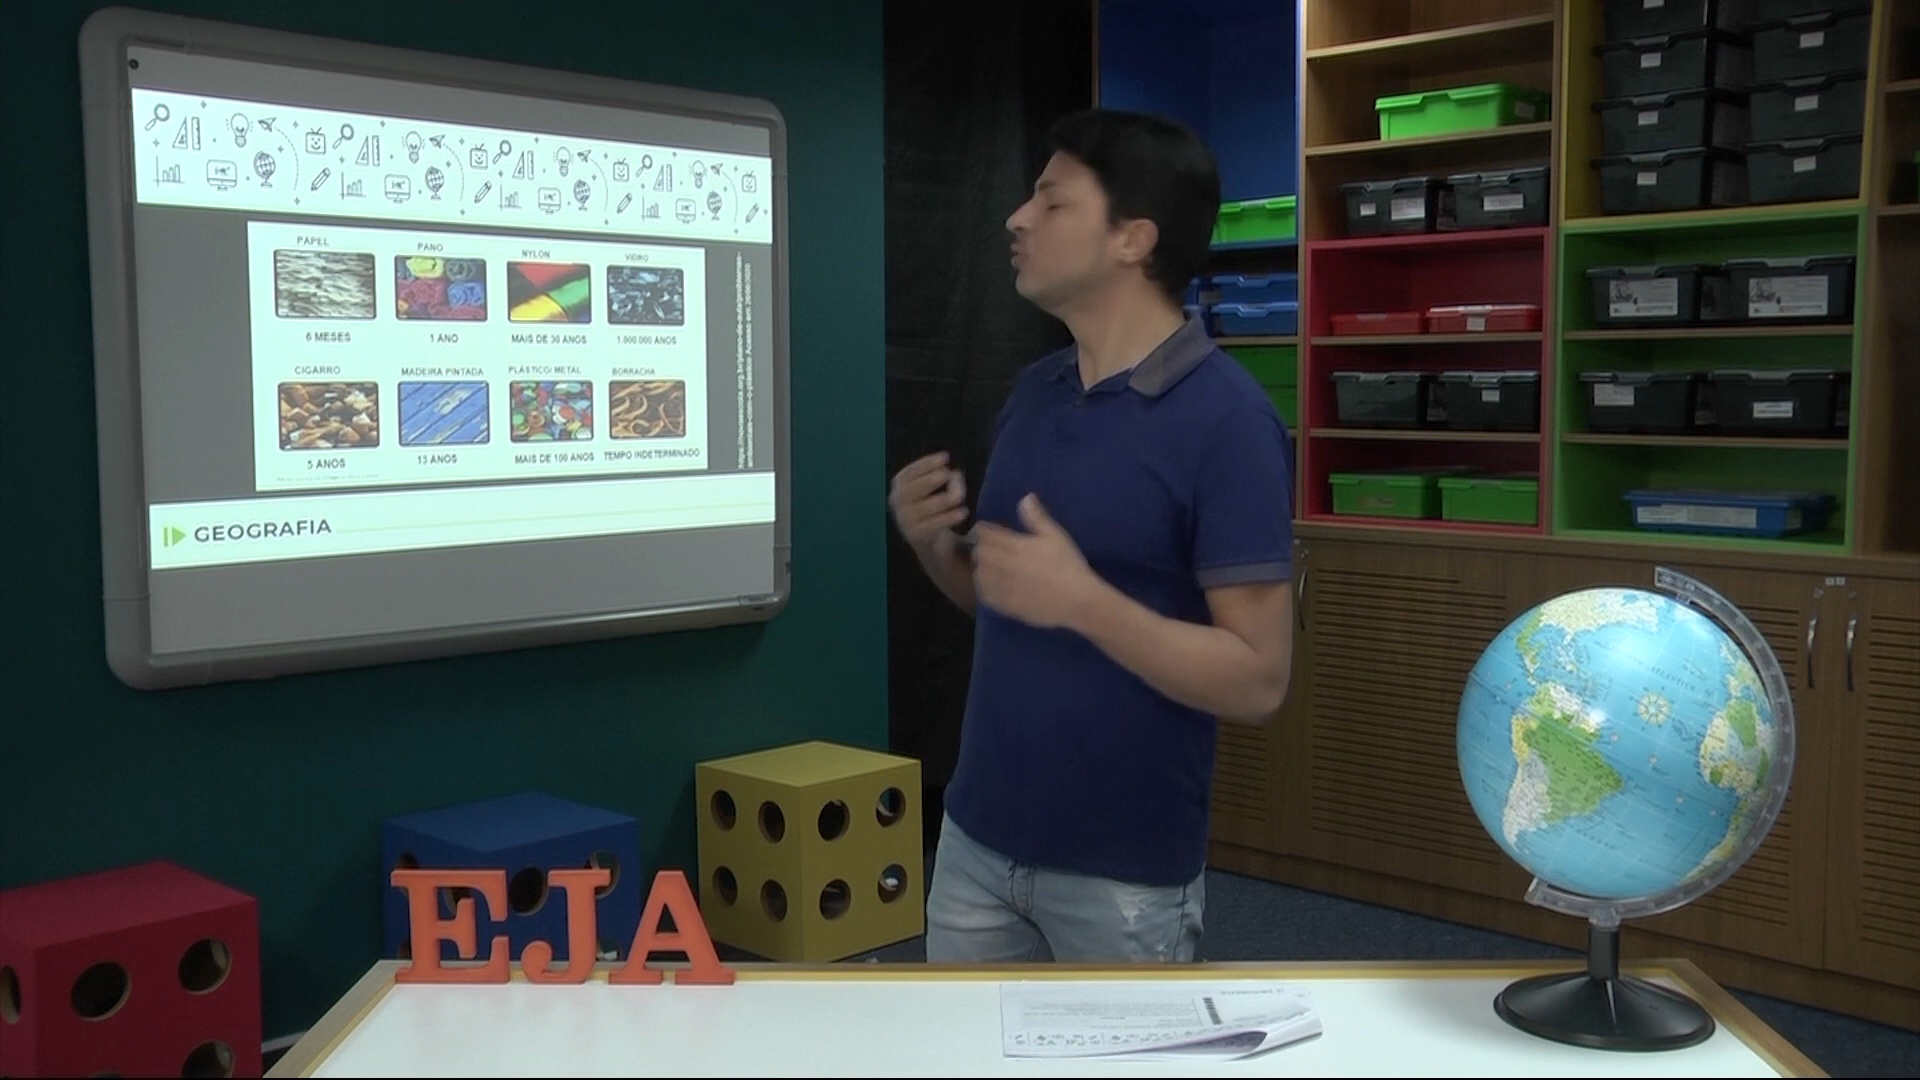 PAPEL
PANO
NYLON
VIDRO
6 MESES
1 ANO
MAIS DE 30 ANOS
1.000.000 ANOS
CIGARRO
MADEIRA PINTADA
PLÁSTICO/ METAL
BORRACHA
5 ANOS
13 ANOS
MAIS DE 100 ANOS
TEMPO INDETERMINADO
GEOGRAFIA
EJA